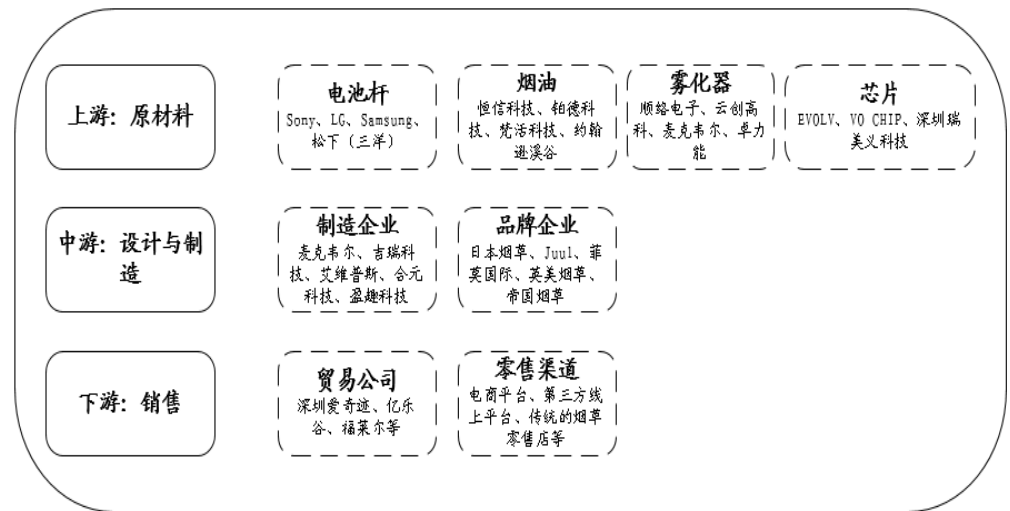 上游：原材料
电池杆
Sony、LG、Samsung、
松下（三洋）
烟油
恒信科技、铂德科
技、梵活科技、约翰
逊溪谷
雾化器
顺络电子、云创高
科、麦克韦尔、卓力
能
芯片
EVOLV、VO CHIP、深圳瑞
美义科技
中游：设计与制
造
制造企业
麦克韦尔、吉瑞科
技、艾维普斯、合元
科技、盈趣科技
品牌企业
日本烟草、Juul、菲
莫国际、英美烟草、
帝国烟草
下游：销售
贸易公司
深圳爱奇迹、亿乐
谷、福莱尔等
零售渠道
电商平台、第三方线
上平台、传统的烟草
零售店等